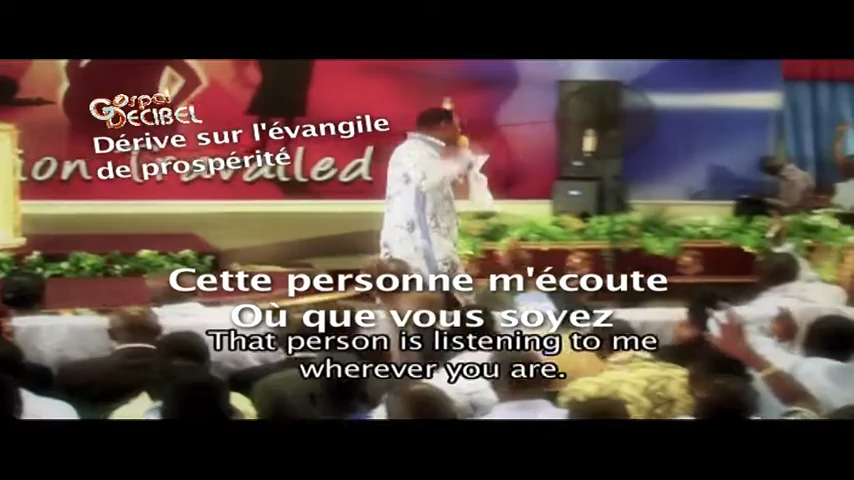 Gospel
DECIBEL
Dérive sur l'évangile
de prospérité
ion Travailed
Cette personne m'écoute
Où que vous soyez
That person is listening to me
wherever you are.